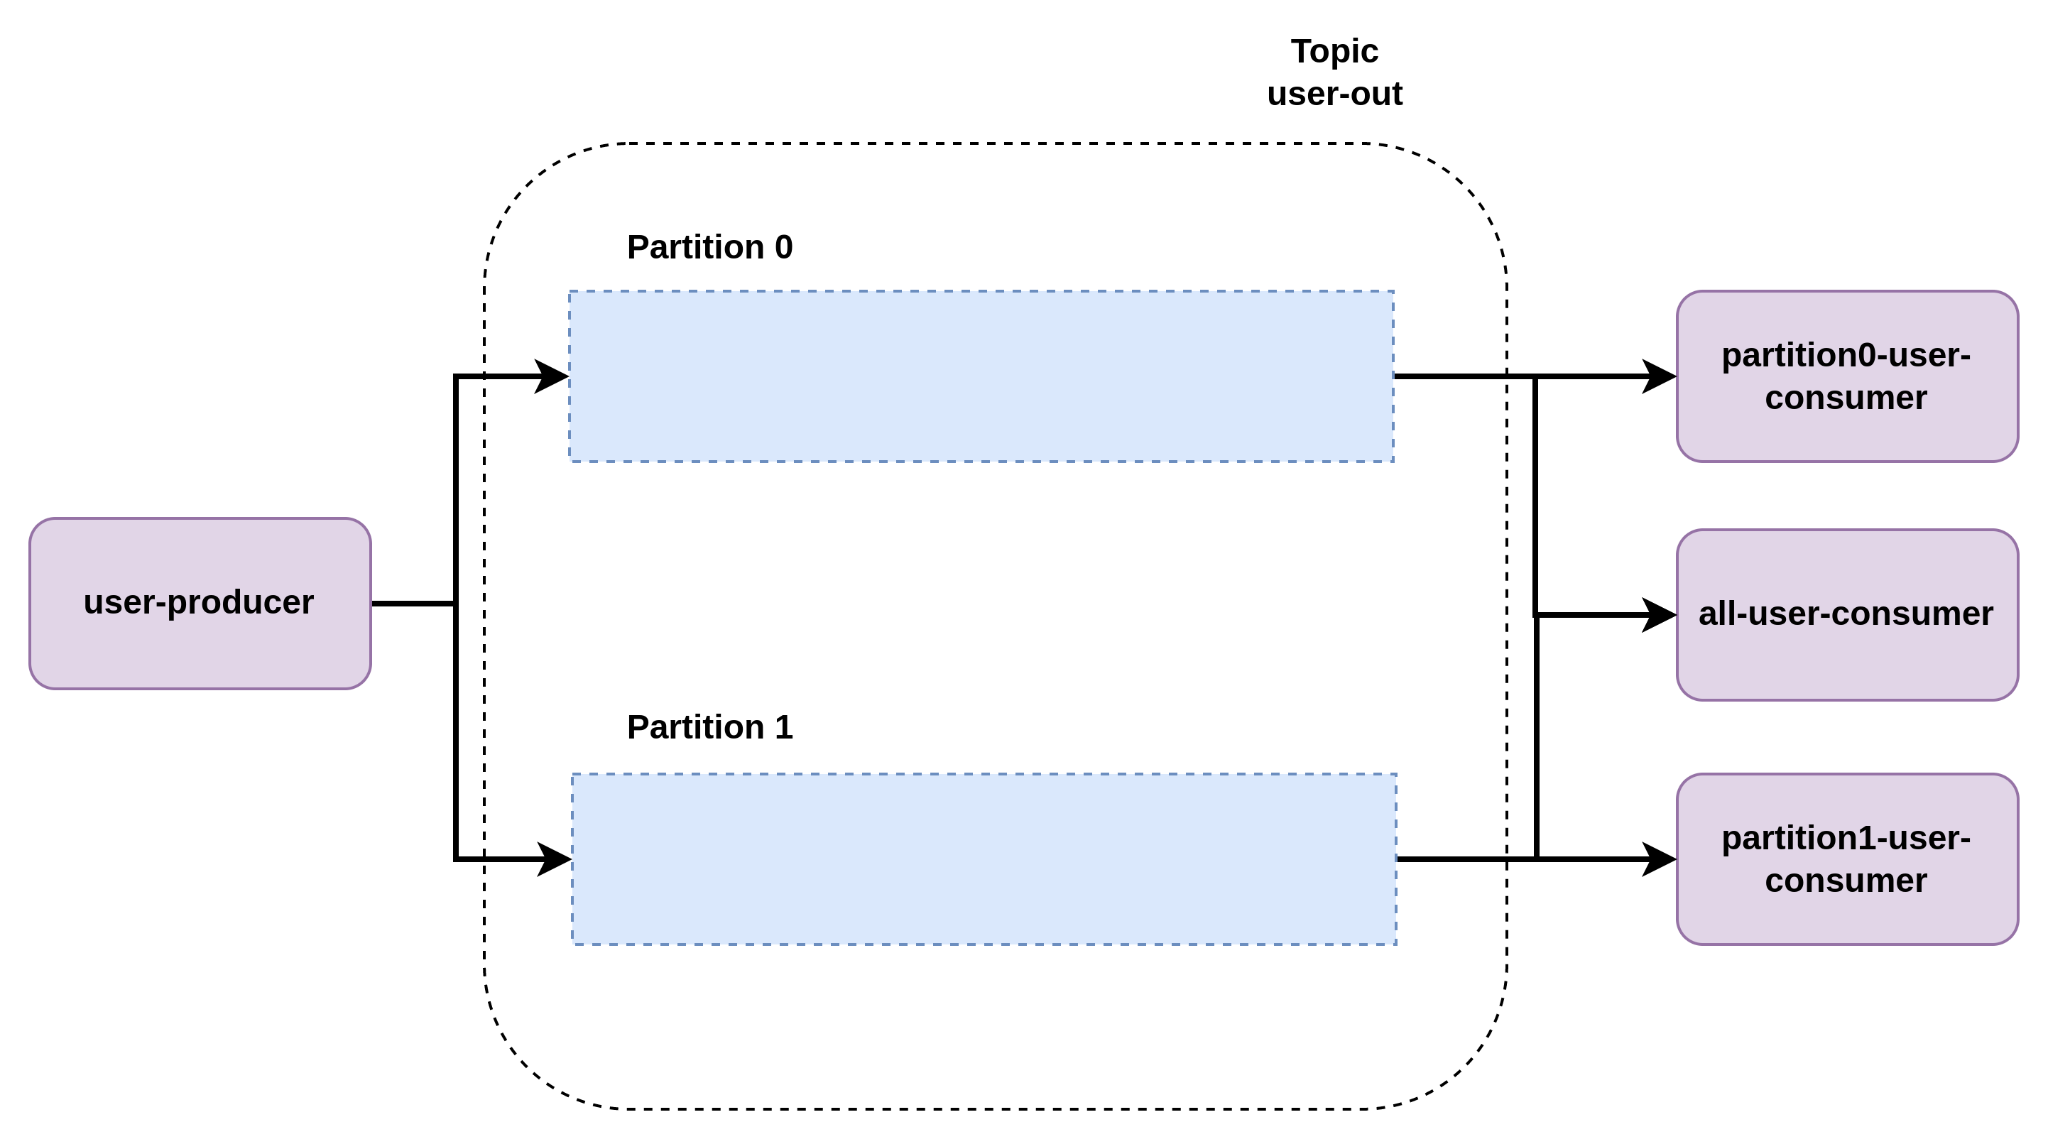 Topic
user-out
Partition 0
partition0-user-
consumer
user-producer
all-user-consumer
Partition 1
partition1-user-
consumer